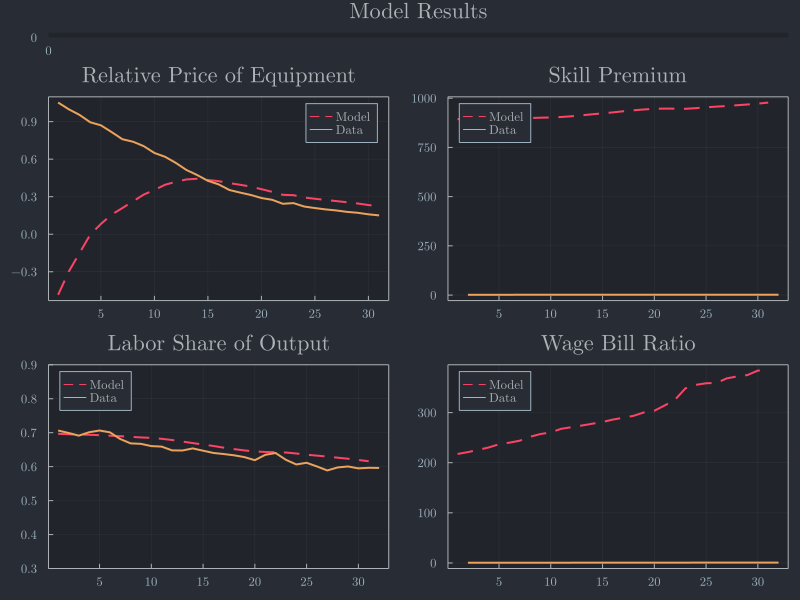 Model Results
0
0
Relative Price of Equipment
0.9
0.6
0.3
0.0
−0.3
5 10 15 20 25 30
Model
Data
Skill Premium
1000
750
500
250
0
5 10 15 20 25 30
Model
Data
Labor Share of Output
0.9
0.8
0.7
0.6
0.5
0.4
0.3
5 10 15 20 25 30
Model
Data
Wage Bill Ratio
300
200
100
0
5 10 15 20 25 30
Model
Data